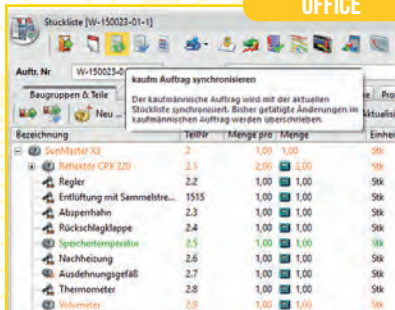 OFFICE
Stückliste [W-150023-01-1]
Auftr. Nr W-150023-0
kaufm Auftrag synchronisieren
Der kaufmännische Auftrag wird mit der aktuellen
Stückliste synchronisiert. Bisher getätigte Änderungen im
kaufmännischen Auftrag werden überschrieben.
Baugruppen & Teile
Neu ...
Bezeichnung TeilNr Menge pro Menge Einhei
SunMaster X3 2 1,00 1,00 Stk
Reflektor CPX 220 2.1 2,00 2,00 Stk
Regler 2.2 1,00 1,00 Stk
Entlüftung mit Sammelstre... 1515 1,00 1,00 Stk
Absperrhahn 2.3 1,00 1,00 Stk
Rückschlagklappe 2.4 1,00 1,00 Stk
Speichertemperatur 2.5 1,00 1,00 Stk
Nachheizung 2.6 1,00 1,00 Stk
Ausdehnungsgefäß 2.7 1,00 1,00 Stk
Thermometer 2.8 1,00 1,00 Stk
Volumeter 2.9 1,00 1,00 Stk